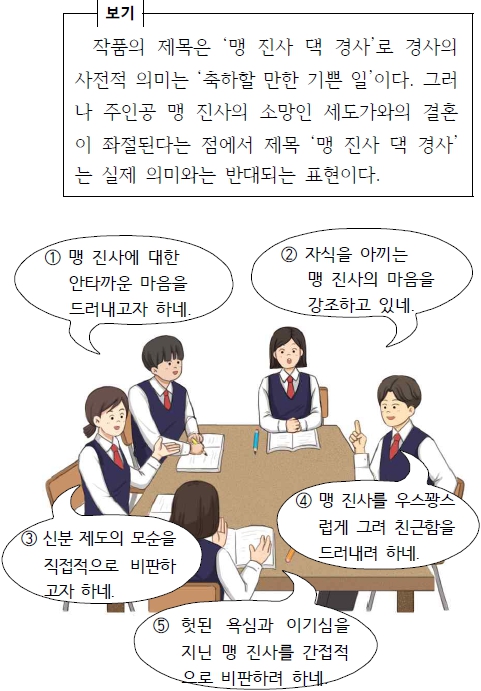 보기
작품의 제목은 ‘맹 진사 댁 경사’로 경사의
사전적 의미는 ‘축하할 만한 기쁜 일’이다. 그러
나 주인공 맹 진사의 소망인 세도가와의 결혼
이 좌절된다는 점에서 제목 ‘맹 진사 댁 경사’
는 실제 의미와는 반대되는 표현이다.
① 맹 진사에 대한
안타까운 마음을
드러내고자 하네.
② 자식을 아끼는
맹 진사의 마음을
강조하고 있네.
③ 신분 제도의 모순을
직접적으로 비판하
고자 하네.
④ 맹 진사를 우스꽝스
럽게 그려 친근함을
드러내려 하네.
⑤ 헛된 욕심과 이기심을
지닌 맹 진사를 간접적
으로 비판하려 하네.